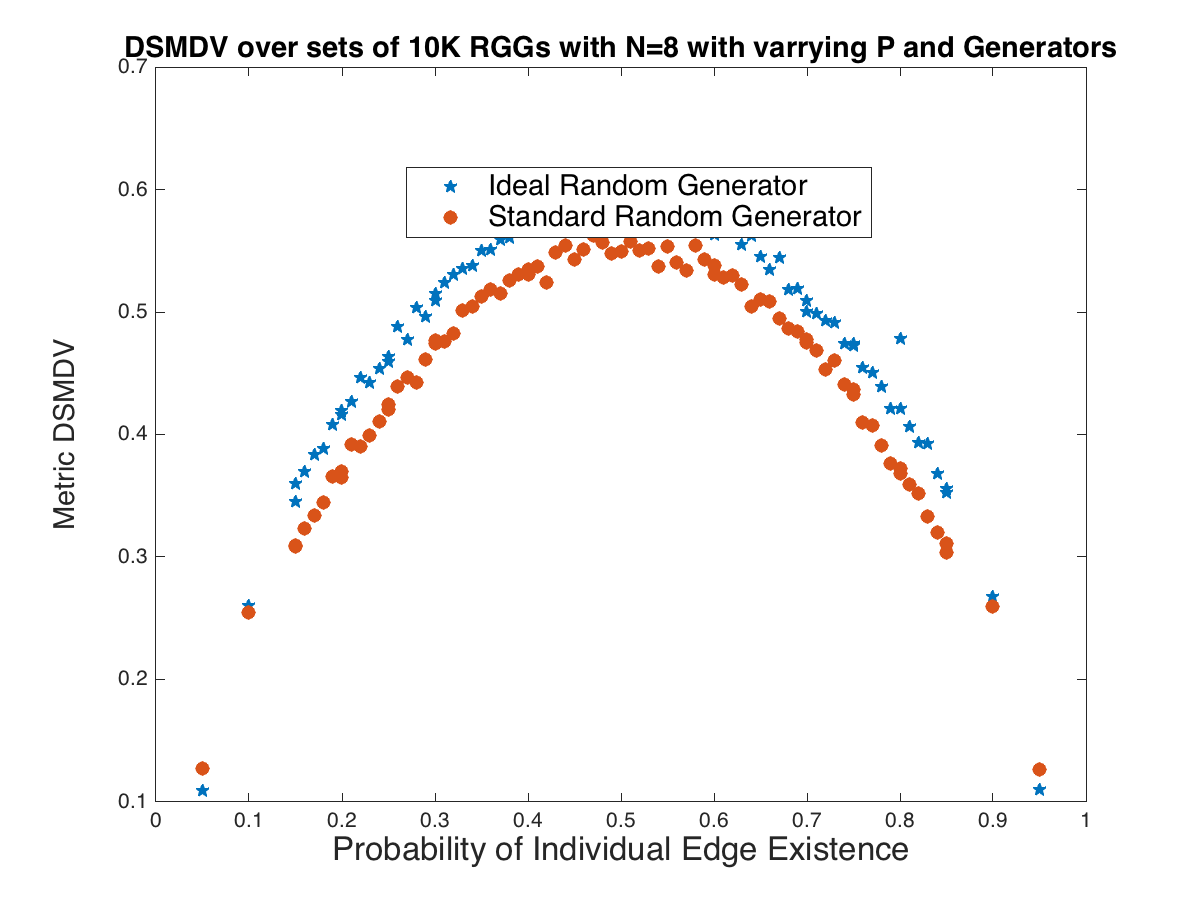 DSMDV over sets of 10K RGGs with N=8 with varrying P and Generators
0.7
0.6
0.5
0.4
0.3
0.2
0.1
Metric DSMDV
Ideal Random Generator
Standard Random Generator
0 0.1 0.2 0.3 0.4 0.5 0.6 0.7 0.8 0.9 1
Probability of Individual Edge Existence